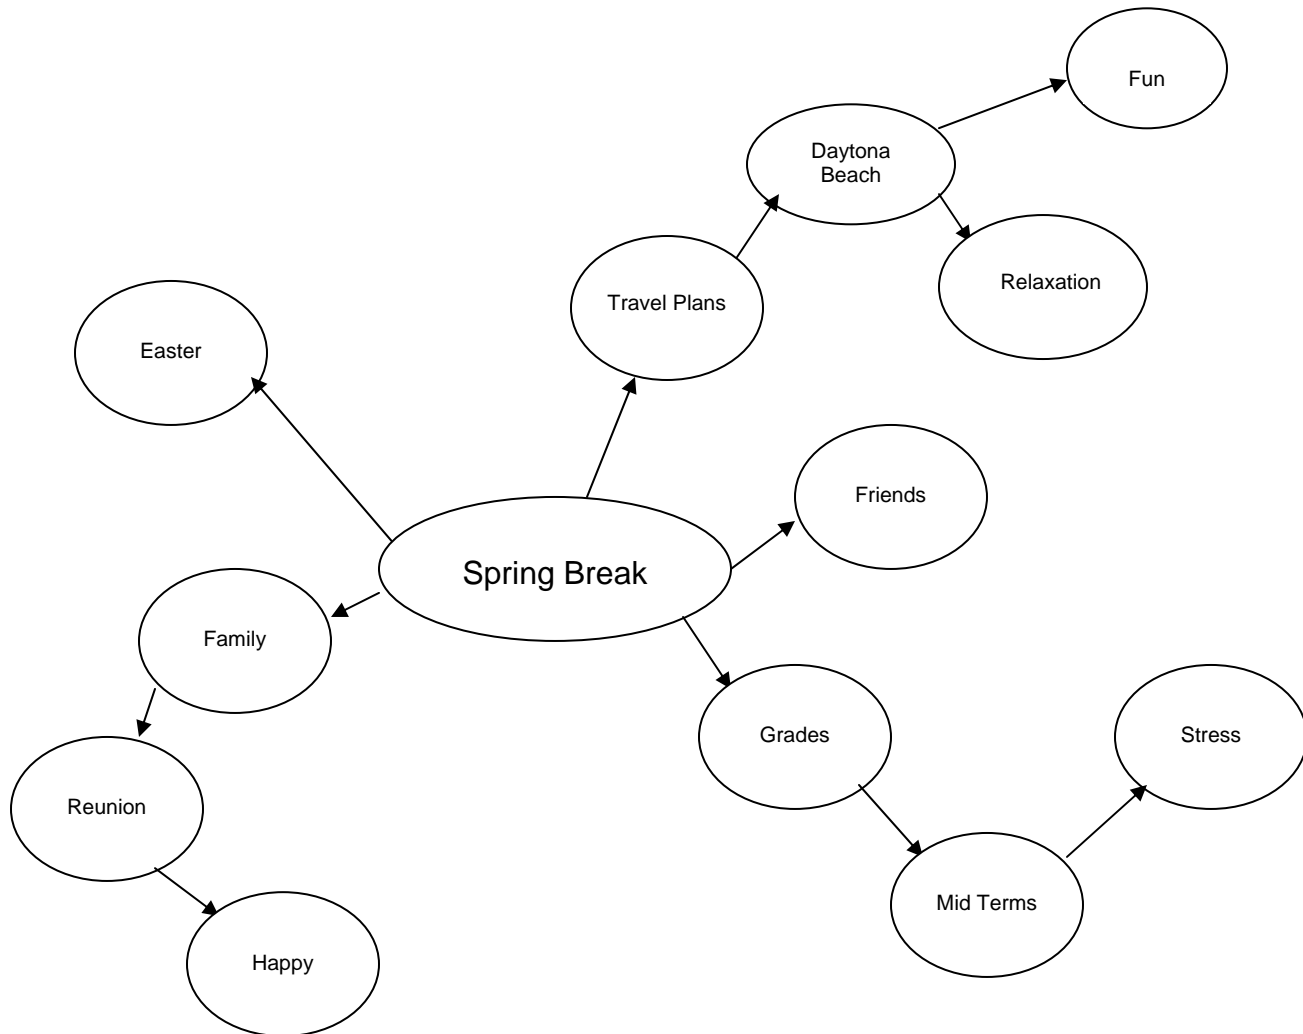 Fun
Daytona
Beach
Relaxation
Travel Plans
Easter
Friends
Spring Break
Family
Grades
Stress
Reunion
Mid Terms
Happy